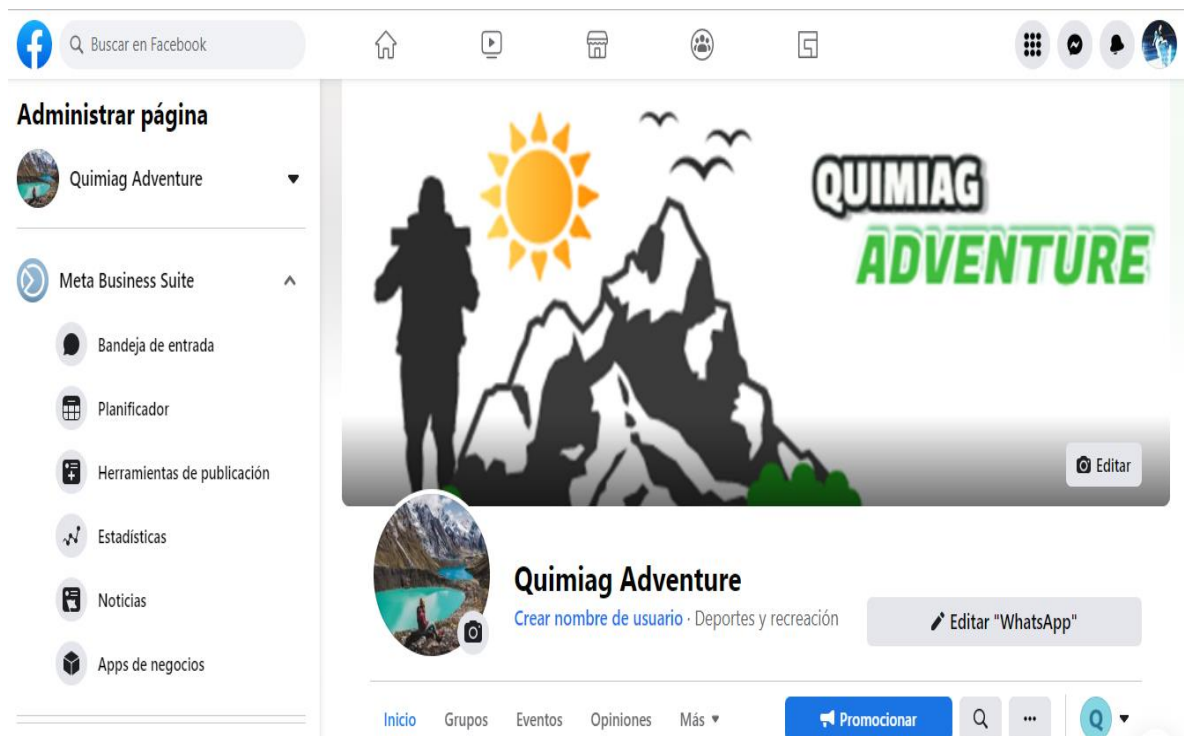 Buscar en Facebook
Administrar página
Quimiag Adventure
Meta Business Suite
Bandeja de entrada
Planificador
Herramientas de publicación
Estadísticas
Noticias
Apps de negocios
QUIMIAG
ADVENTURE
Editar
Quimiag Adventure
Crear nombre de usuario · Deportes y recreación
Editar "WhatsApp"
Inicio Grupos Eventos Opiniones Más
Promocionar
Q